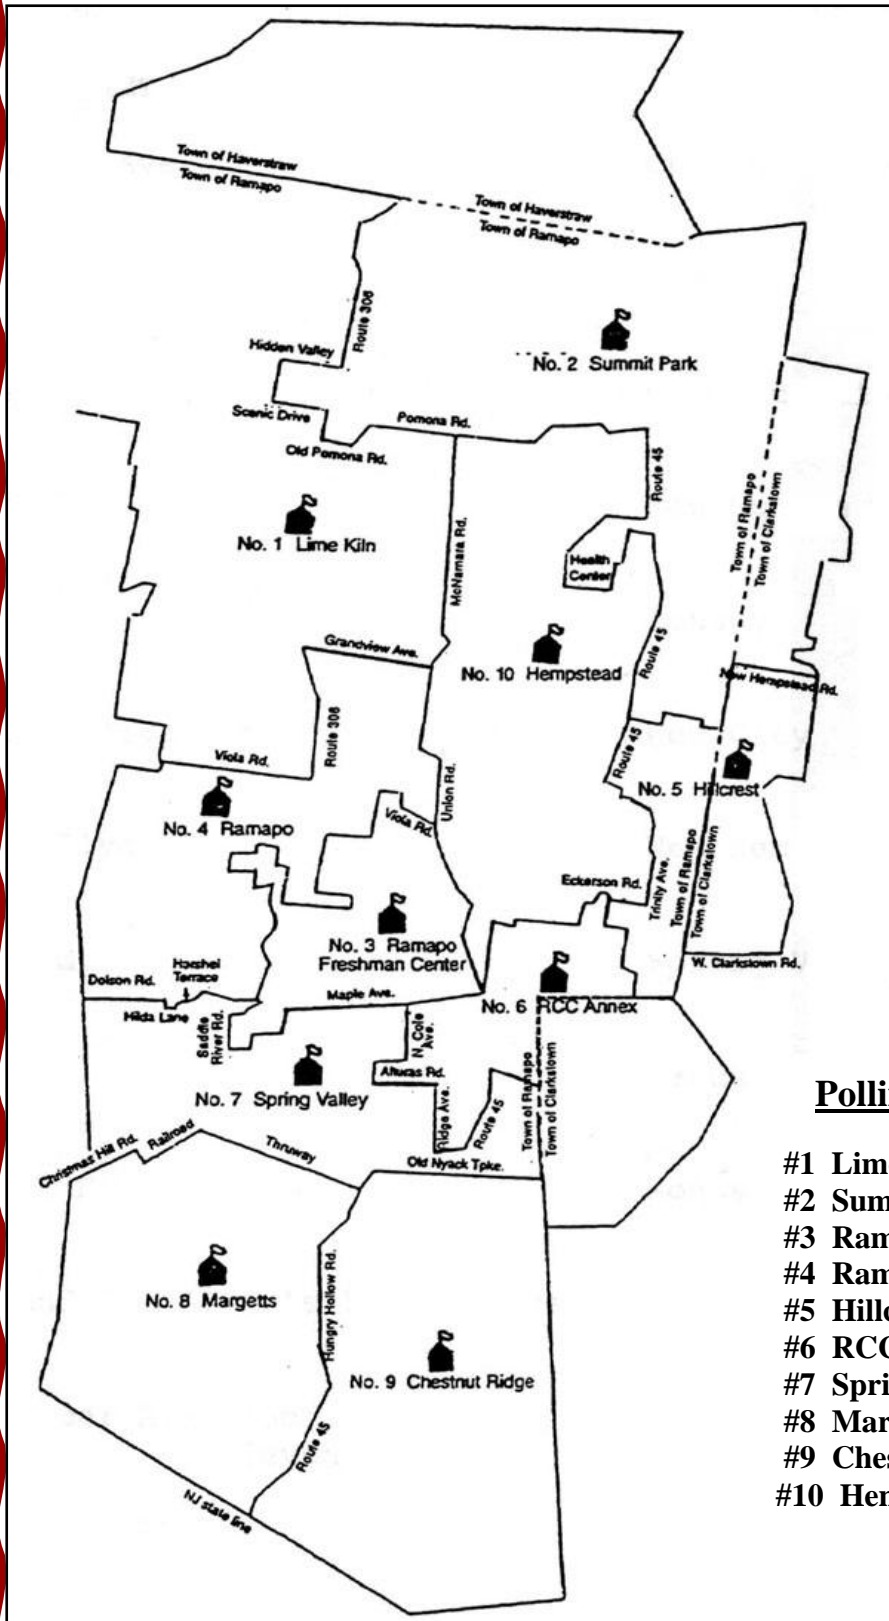 Town of Haverstraw
Town of Ramapo
Town of Haverstraw
Town of Ramapo
Route 306
Hidden Valley
No. 2 Summit Park
Scenic Drive
Pomona Rd.
Old Pomona Rd.
Route 45
No. 1 Lime Kiln
McNamara Rd.
Town of Ramapo
Town of Clarkstown
Health
Center
Grandview Ave.
No. 10 Hempstead
Route 45
New Hempstead Rd.
Route 306
Viola Rd.
Route 45
No. 5 Hillcrest
Union Rd.
No. 4 Ramapo
Viola Rd.
Eckerson Rd.
Trinity Ave.
Town of Ramapo
Town of Clarkstown
No. 3 Ramapo
Freshman Center
Harshel
Terrace
Dolson Rd.
W. Clarkstown Rd.
Maple Ave.
No. 6 RCC Annex
Hilda Lane
Saddle
River Rd.
N. Cole
Ave.
Alturas Rd.
No. 7 Spring Valley
Ridge Ave.
Route 45
Town of Ramapo
Town of Clarkstown
Christmas Hill Rd.
Railroad
Thruway
Old Nyack Tpke.
Hungry Hollow Rd.
No. 8 Margetts
No. 9 Chestnut Ridge
Route 45
NJ state line
Polli
#1 Lim
#2 Sum
#3 Ram
#4 Ram
#5 Hillc
#6 RCC
#7 Spri
#8 Mar
#9 Ches
#10 Hem